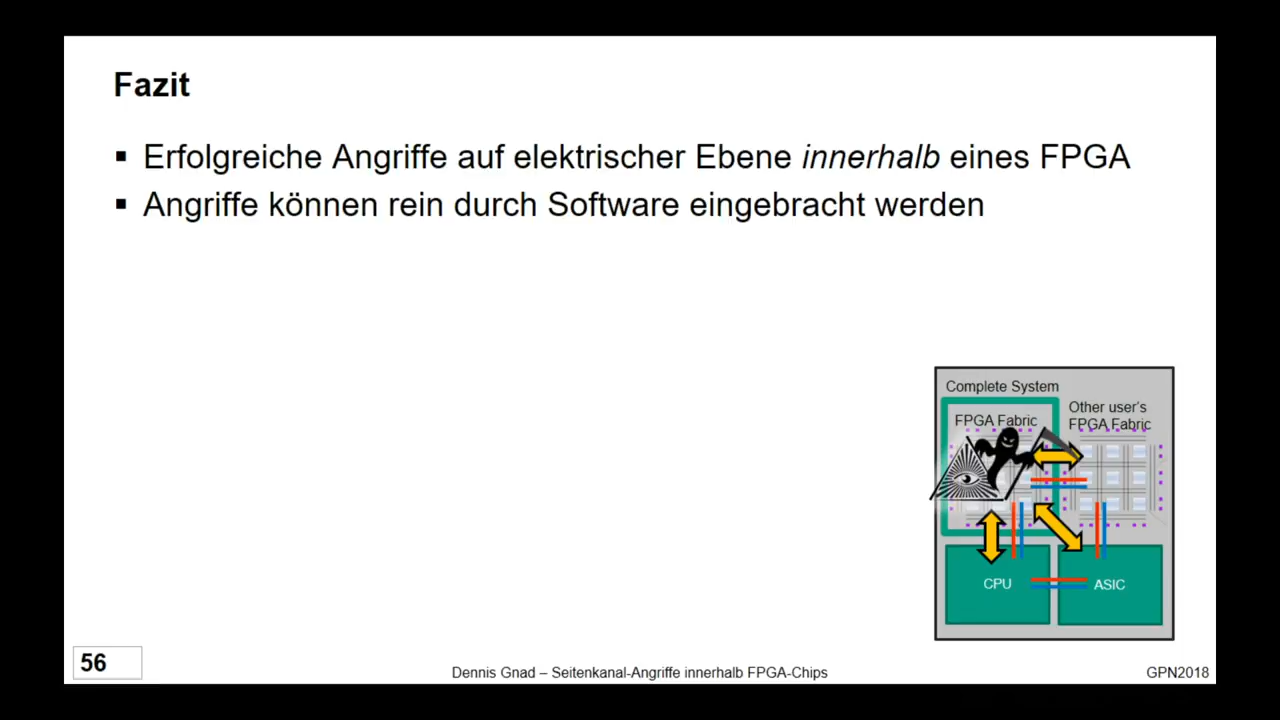 Fazit
▪ Erfolgreiche Angriffe auf elektrischer Ebene innerhalb eines FPGA
▪ Angriffe können rein durch Software eingebracht werden
Complete System
FPGA Fabric
Other user's
FPGA Fabric
CPU
ASIC
56
Dennis Gnad – Seitenkanal-Angriffe innerhalb FPGA-Chips
GPN2018